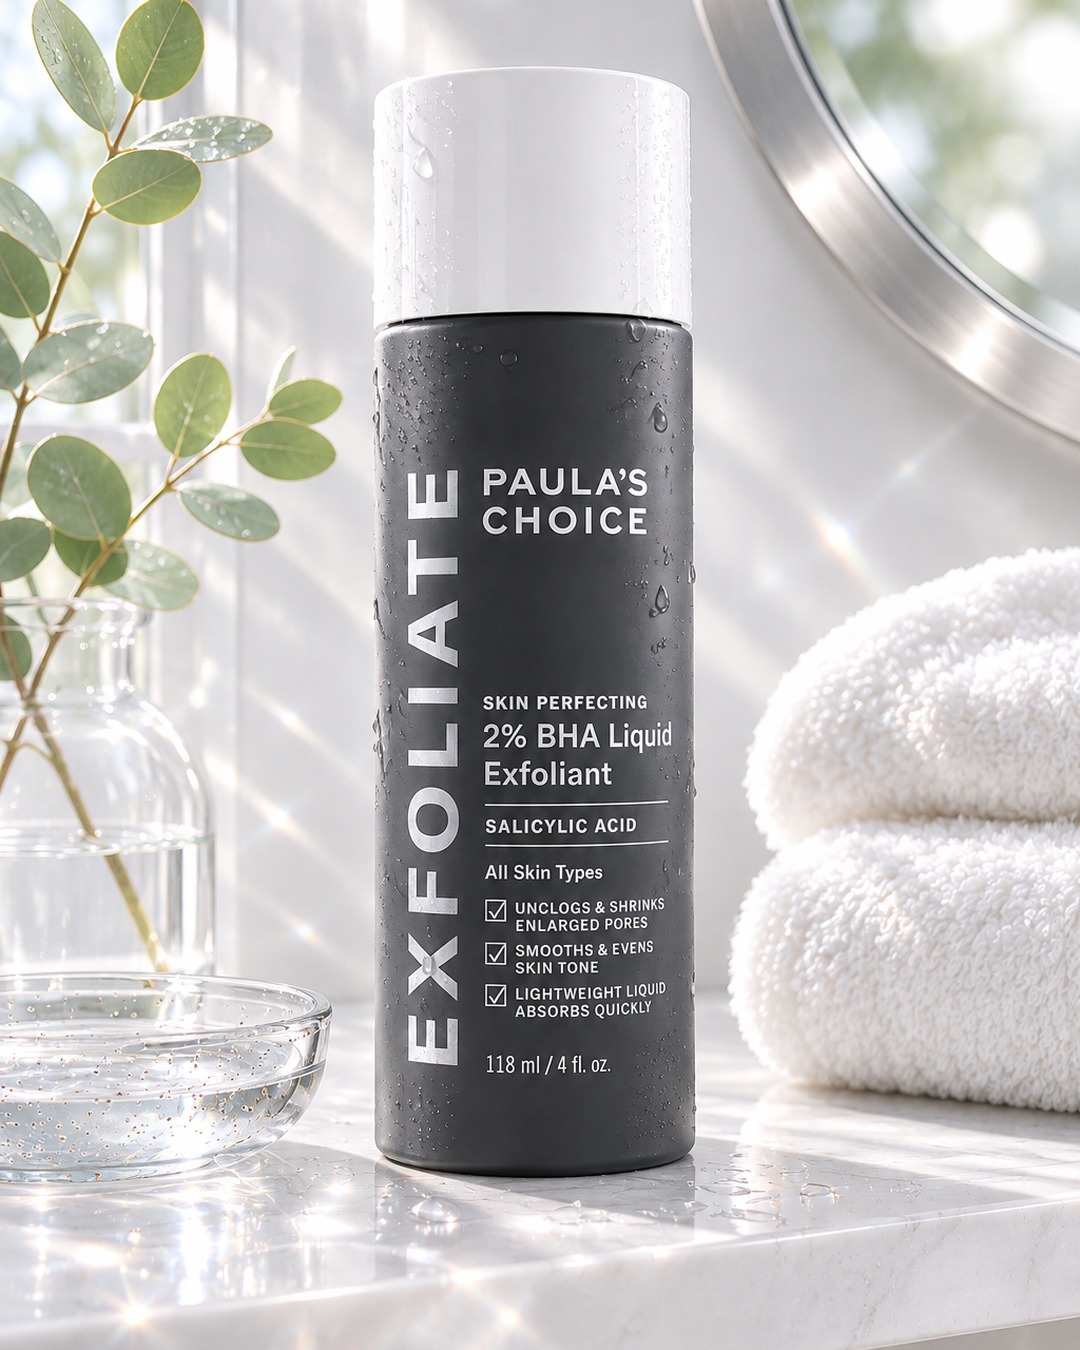 EXFOLIATE
PAULA'S
CHOICE
SKIN PERFECTING
2% BHA Liquid
Exfoliant
SALICYLIC ACID
All Skin Types
UNCLOGS & SHRINKS
ENLARGED PORES
SMOOTHS & EVENS
SKIN TONE
LIGHTWEIGHT LIQUID
ABSORBS QUICKLY
118 ml / 4 fl. oz.